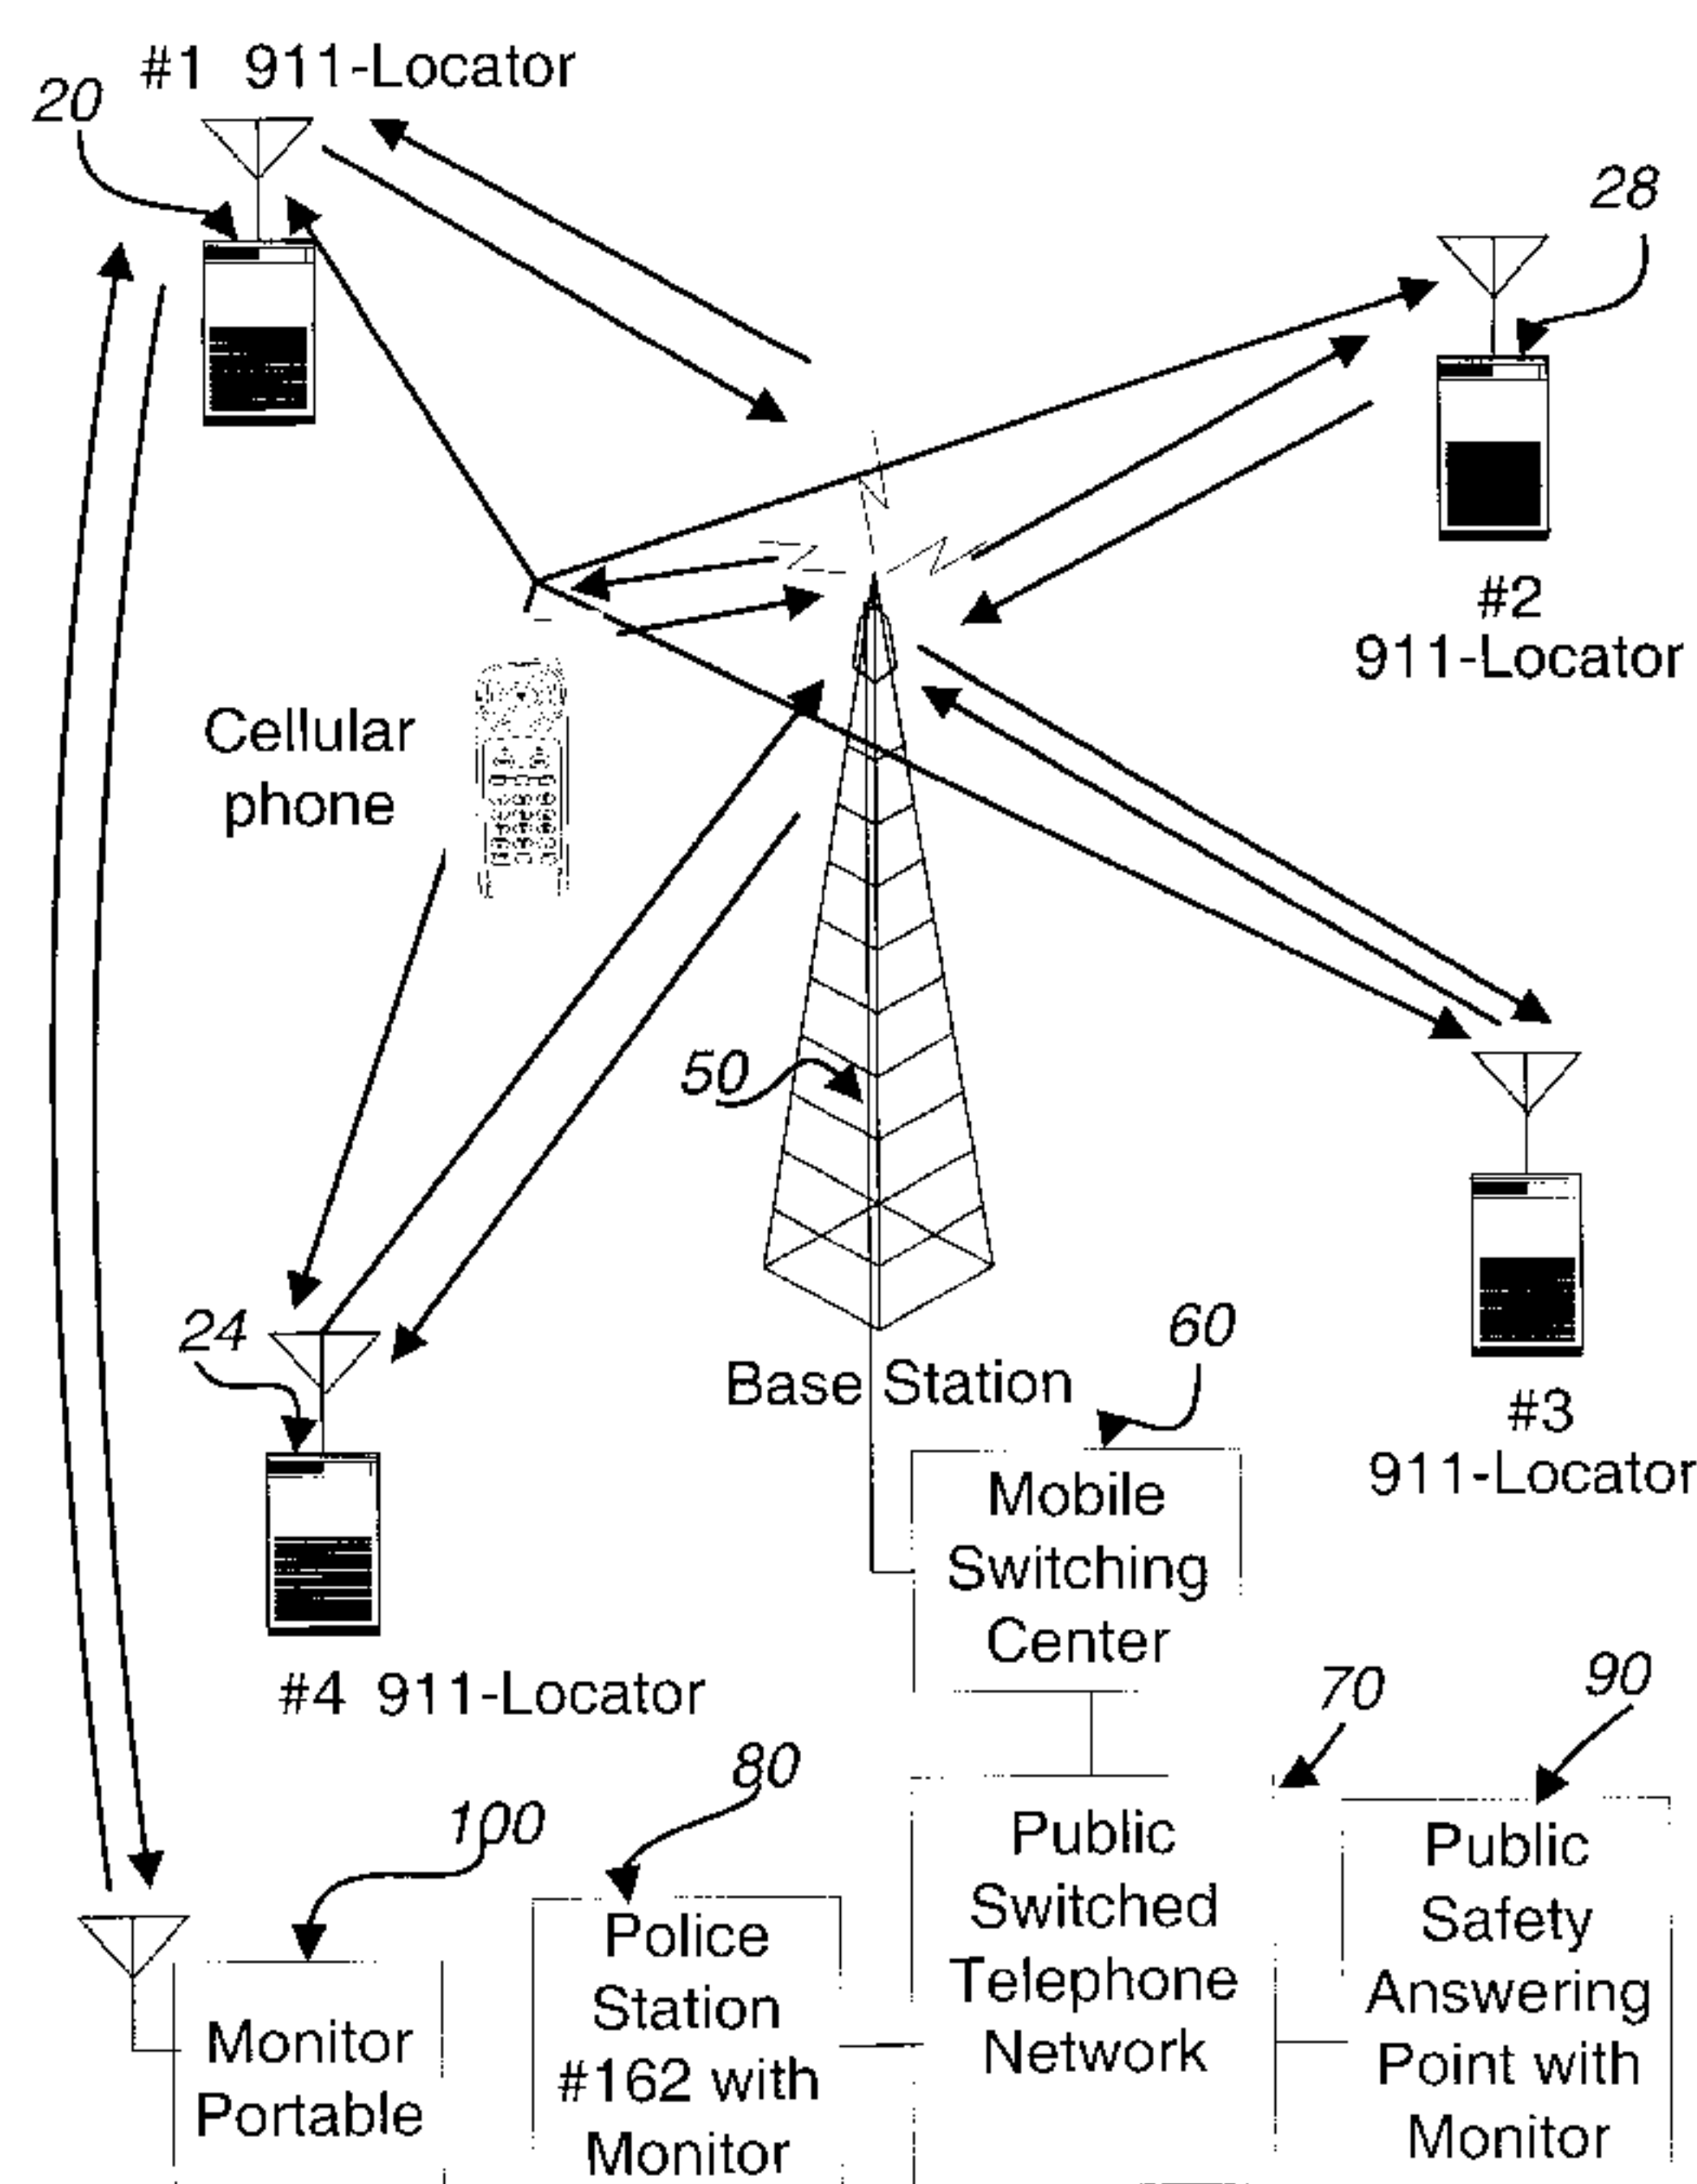 #1 911-Locator
20
28
#2
911-Locator
Cellular
phone
50
24
60
Base Station
#3
911-Locator
Mobile
Switching
Center
#4 911-Locator
70
90
80
100
Public
Switched
Telephone
Network
Public
Safety
Answering
Point with
Monitor
Police
Station
#162 with
Monitor
Monitor
Portable